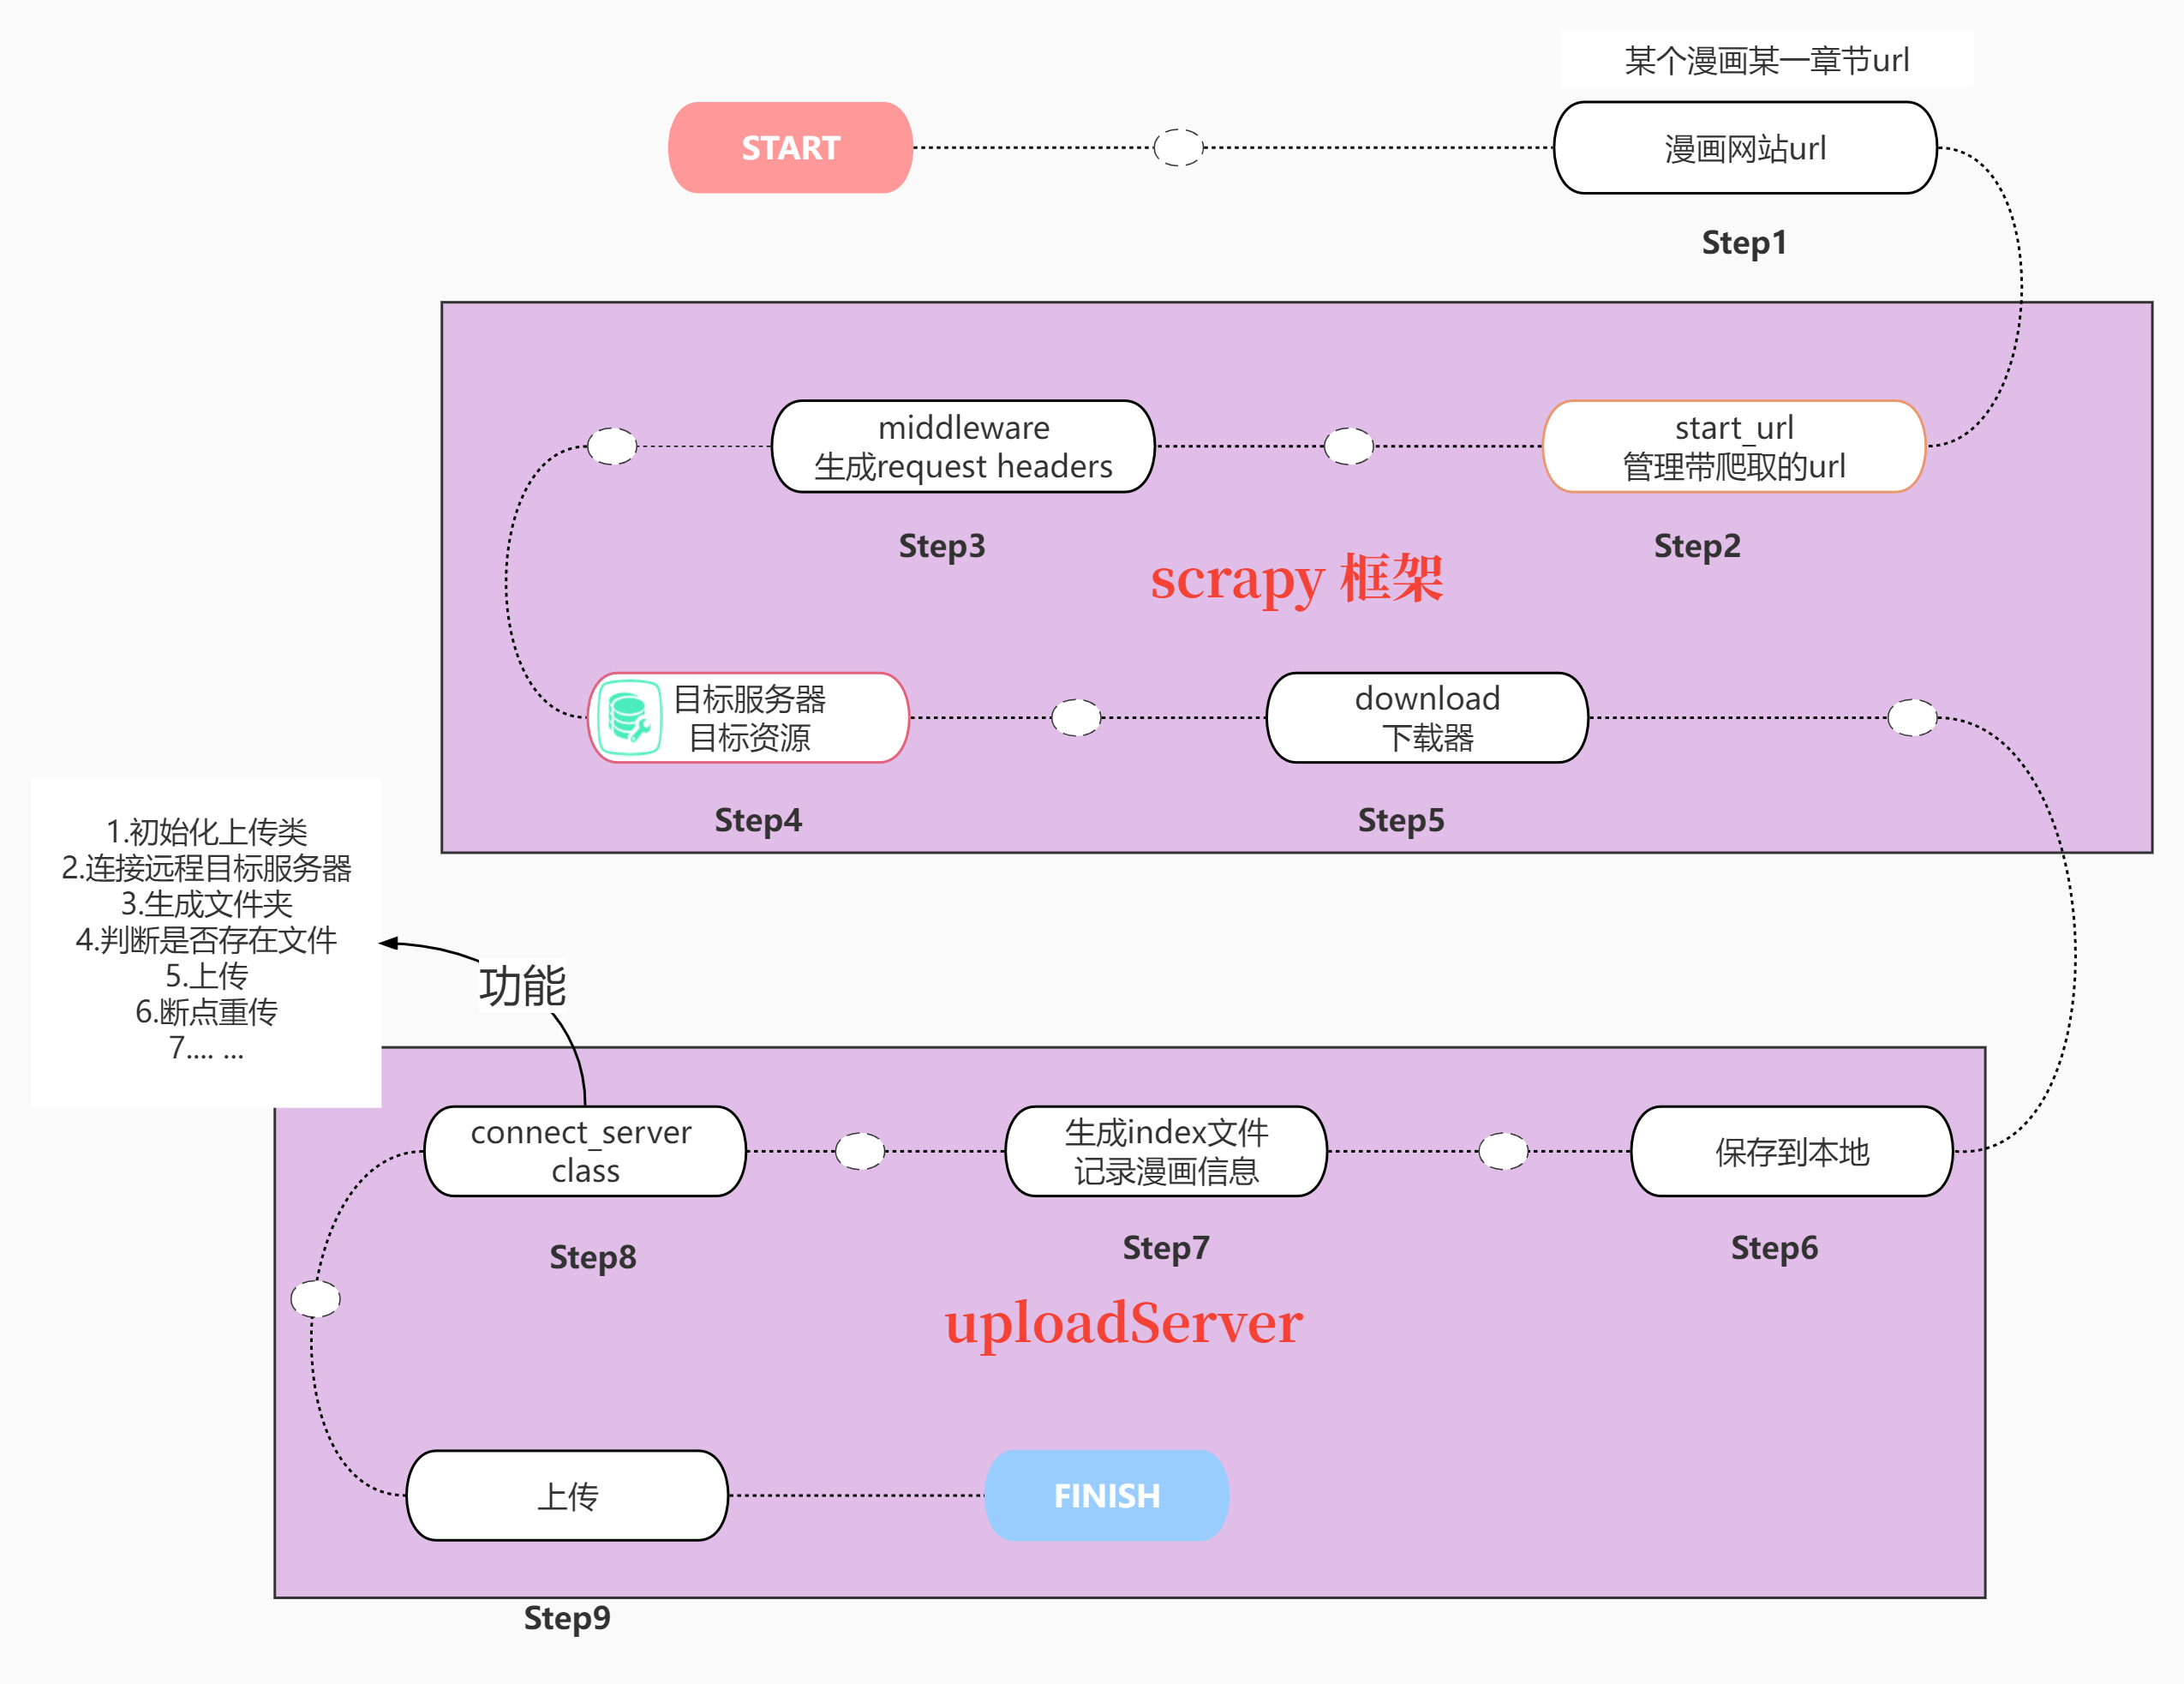 某个漫画某一章节url
START
漫画网站url
Step1
middleware
生成request headers
start_url
管理带爬取的url
Step3
Step2
scrapy 框架
目标服务器
目标资源
download
下载器
Step4
Step5
1.初始化上传类
2.连接远程目标服务器
3.生成文件夹
4.判断是否存在文件
5.上传
6.断点重传
7.... ...
功能
connect_server
class
生成index文件
记录漫画信息
保存到本地
Step8
Step7
Step6
uploadServer
上传
FINISH
Step9